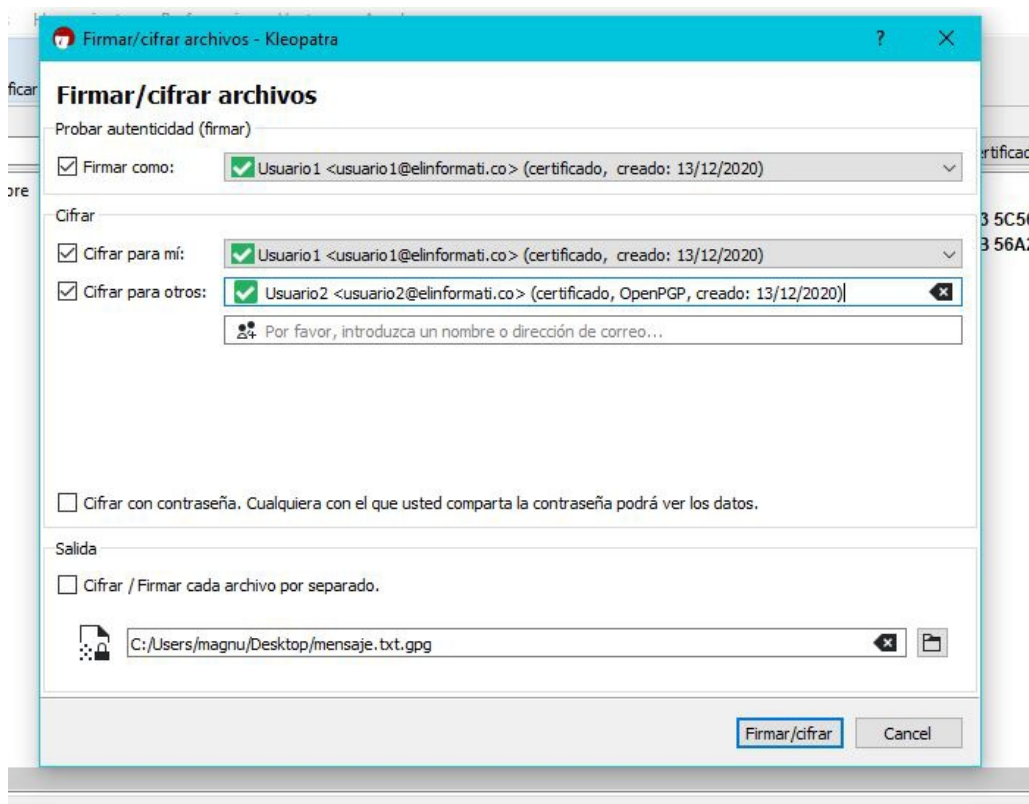 Firmar/cifrar archivos - Kleopatra
?
ficar
Firmar/cifrar archivos
Probar autenticidad (firmar)
Firmar como:
Usuario1 <usuario1@elinformati.co> (certificado, creado: 13/12/2020)
Cifrar
Cifrar para mí:
Usuario1 <usuario1@elinformati.co> (certificado, creado: 13/12/2020)
Cifrar para otros:
Usuario2 <usuario2@elinformati.co> (certificado, OpenPGP, creado: 13/12/2020)
Por favor, introduzca un nombre o dirección de correo...
Cifrar con contraseña. Cualquiera con el que usted comparta la contraseña podrá ver los datos.
Salida
Cifrar / Firmar cada archivo por separado.
C:/Users/magnu/Desktop/mensaje.txt.gpg
Firmar/cifrar
Cancel